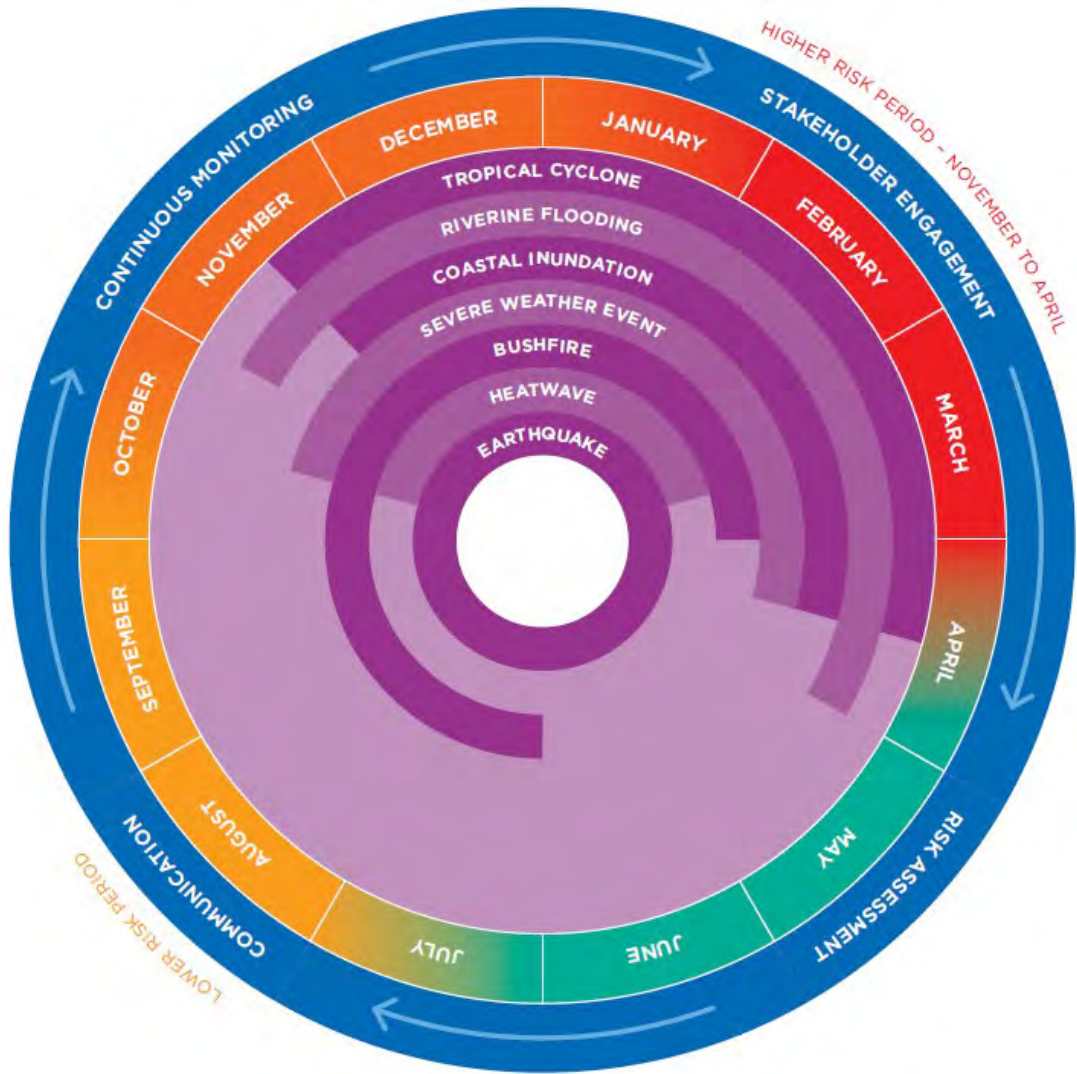 HIGHER RISK PERIOD – NOVEMBER TO APRIL
CONTINUOUS MONITORING
STAKEHOLDER ENGAGEMENT
RISK ASSESSMENT
COMMUNICATION
LOWER RISK PERIOD
JANUARY
FEBRUARY
MARCH
APRIL
MAY
JUNE
JULY
AUGUST
SEPTEMBER
OCTOBER
NOVEMBER
DECEMBER
TROPICAL CYCLONE
RIVERINE FLOODING
COASTAL INUNDATION
SEVERE WEATHER EVENT
BUSHFIRE
HEATWAVE
EARTHQUAKE